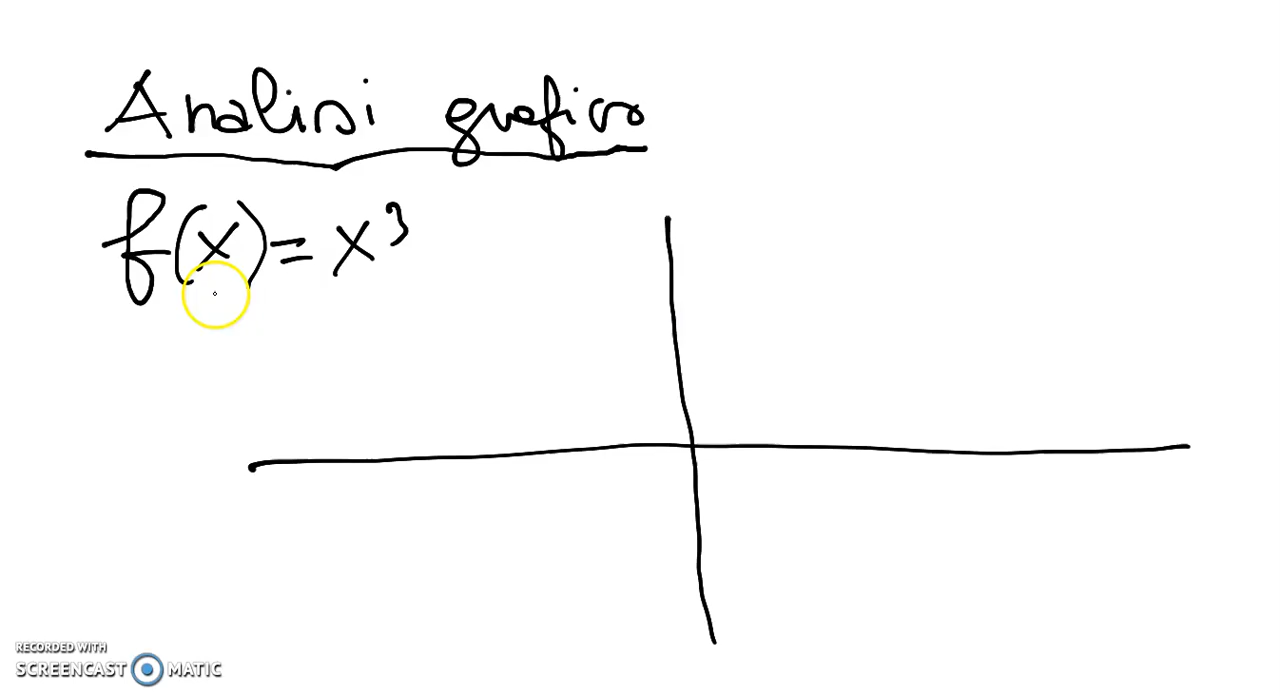 Analisi grafico
f(x) = x³
RECORDED WITH
SCREENCAST MATIC